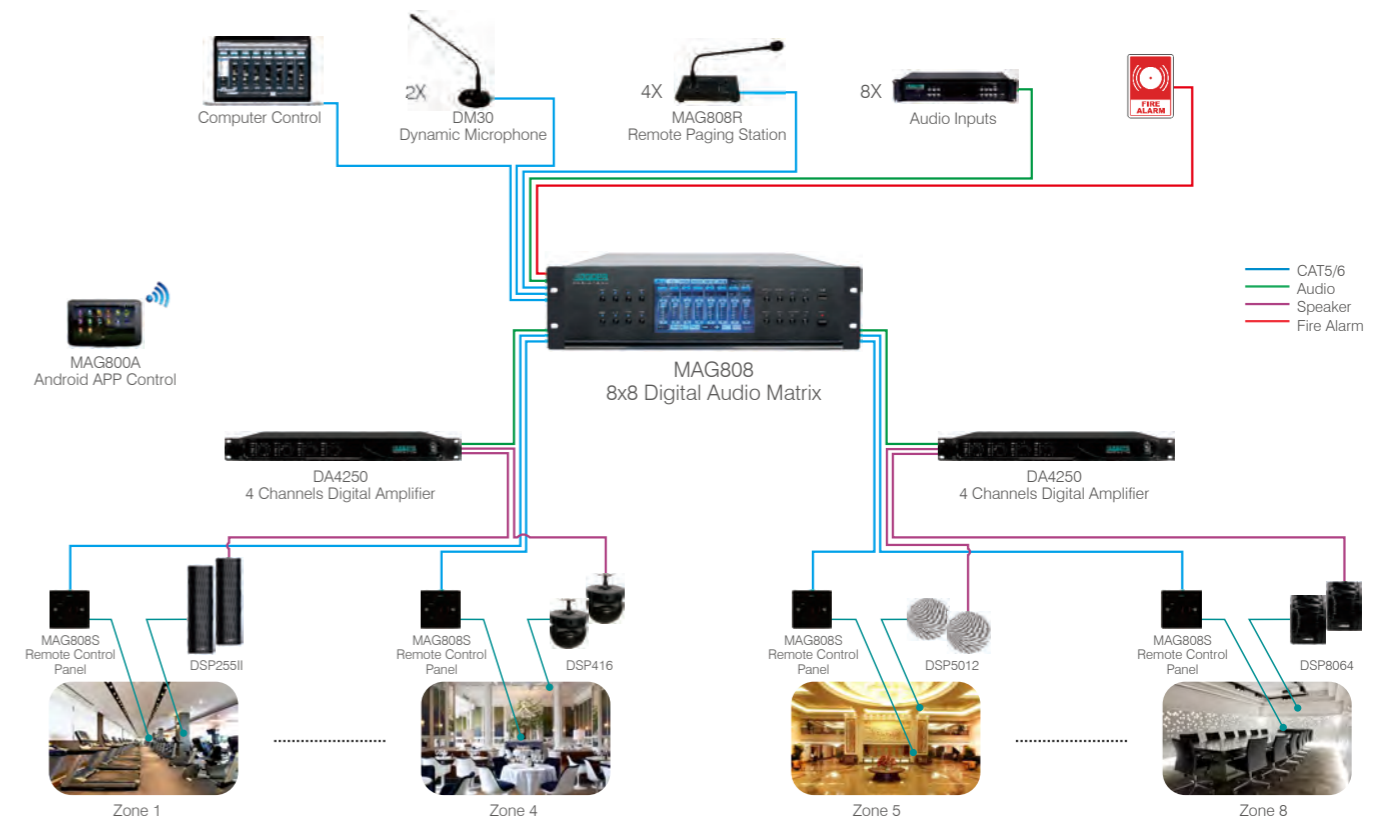 2X
4X
8X
FIRE
ALARM
Computer Control
DM30
Dynamic Microphone
MAG808R
Remote Paging Station
Audio Inputs
CAT5/6
Audio
Speaker
Fire Alarm
MAG800A
Android APP Control
MAG808
8x8 Digital Audio Matrix
DA4250
4 Channels Digital Amplifier
DA4250
4 Channels Digital Amplifier
MAG808S
Remote Control
Panel
DSP255II
MAG808S
Remote Control
Panel
DSP416
MAG808S
Remote Control
Panel
DSP5012
MAG808S
Remote Control
Panel
DSP8064
Zone 1
Zone 4
Zone 5
Zone 8